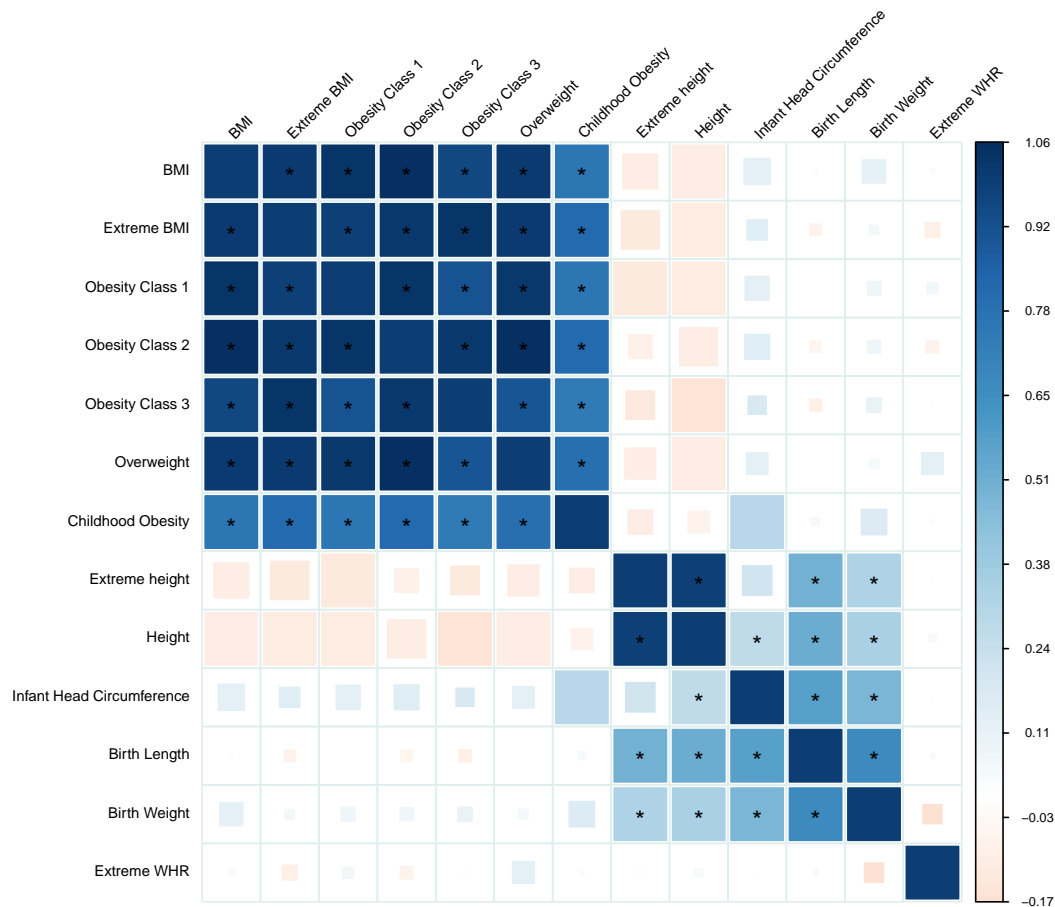 BMI
Extreme BMI
Obesity Class 1
Obesity Class 2
Obesity Class 3
Overweight
Childhood Obesity
Extreme height
Height
Infant Head Circumference
Birth Length
Birth Weight
Extreme WHR
BMI * * * * * *
Extreme BMI * * * * * *
Obesity Class 1 * * * * * *
Obesity Class 2 * * * * * *
Obesity Class 3 * * * * * *
Overweight * * * * * *
Childhood Obesity * * * * * *
Extreme height * * *
Height * * * *
Infant Head Circumference * * *
Birth Length * * * *
Birth Weight * * * *
Extreme WHR
1.06
0.92
0.78
0.65
0.51
0.38
0.24
0.11
−0.03
−0.17